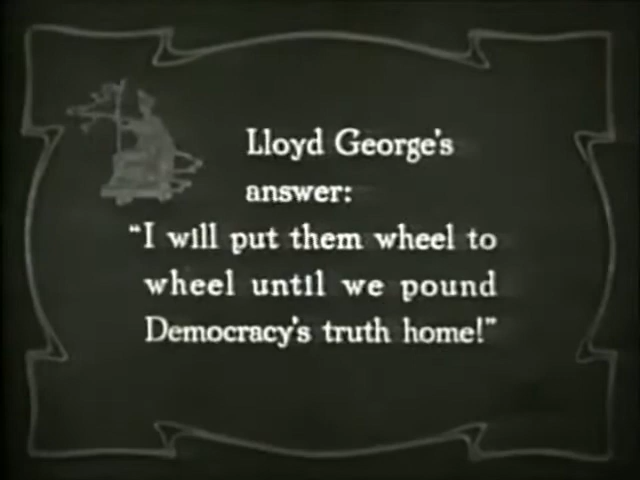 Lloyd George's
answer:
"I will put them wheel to
wheel until we pound
Democracy's truth home!"